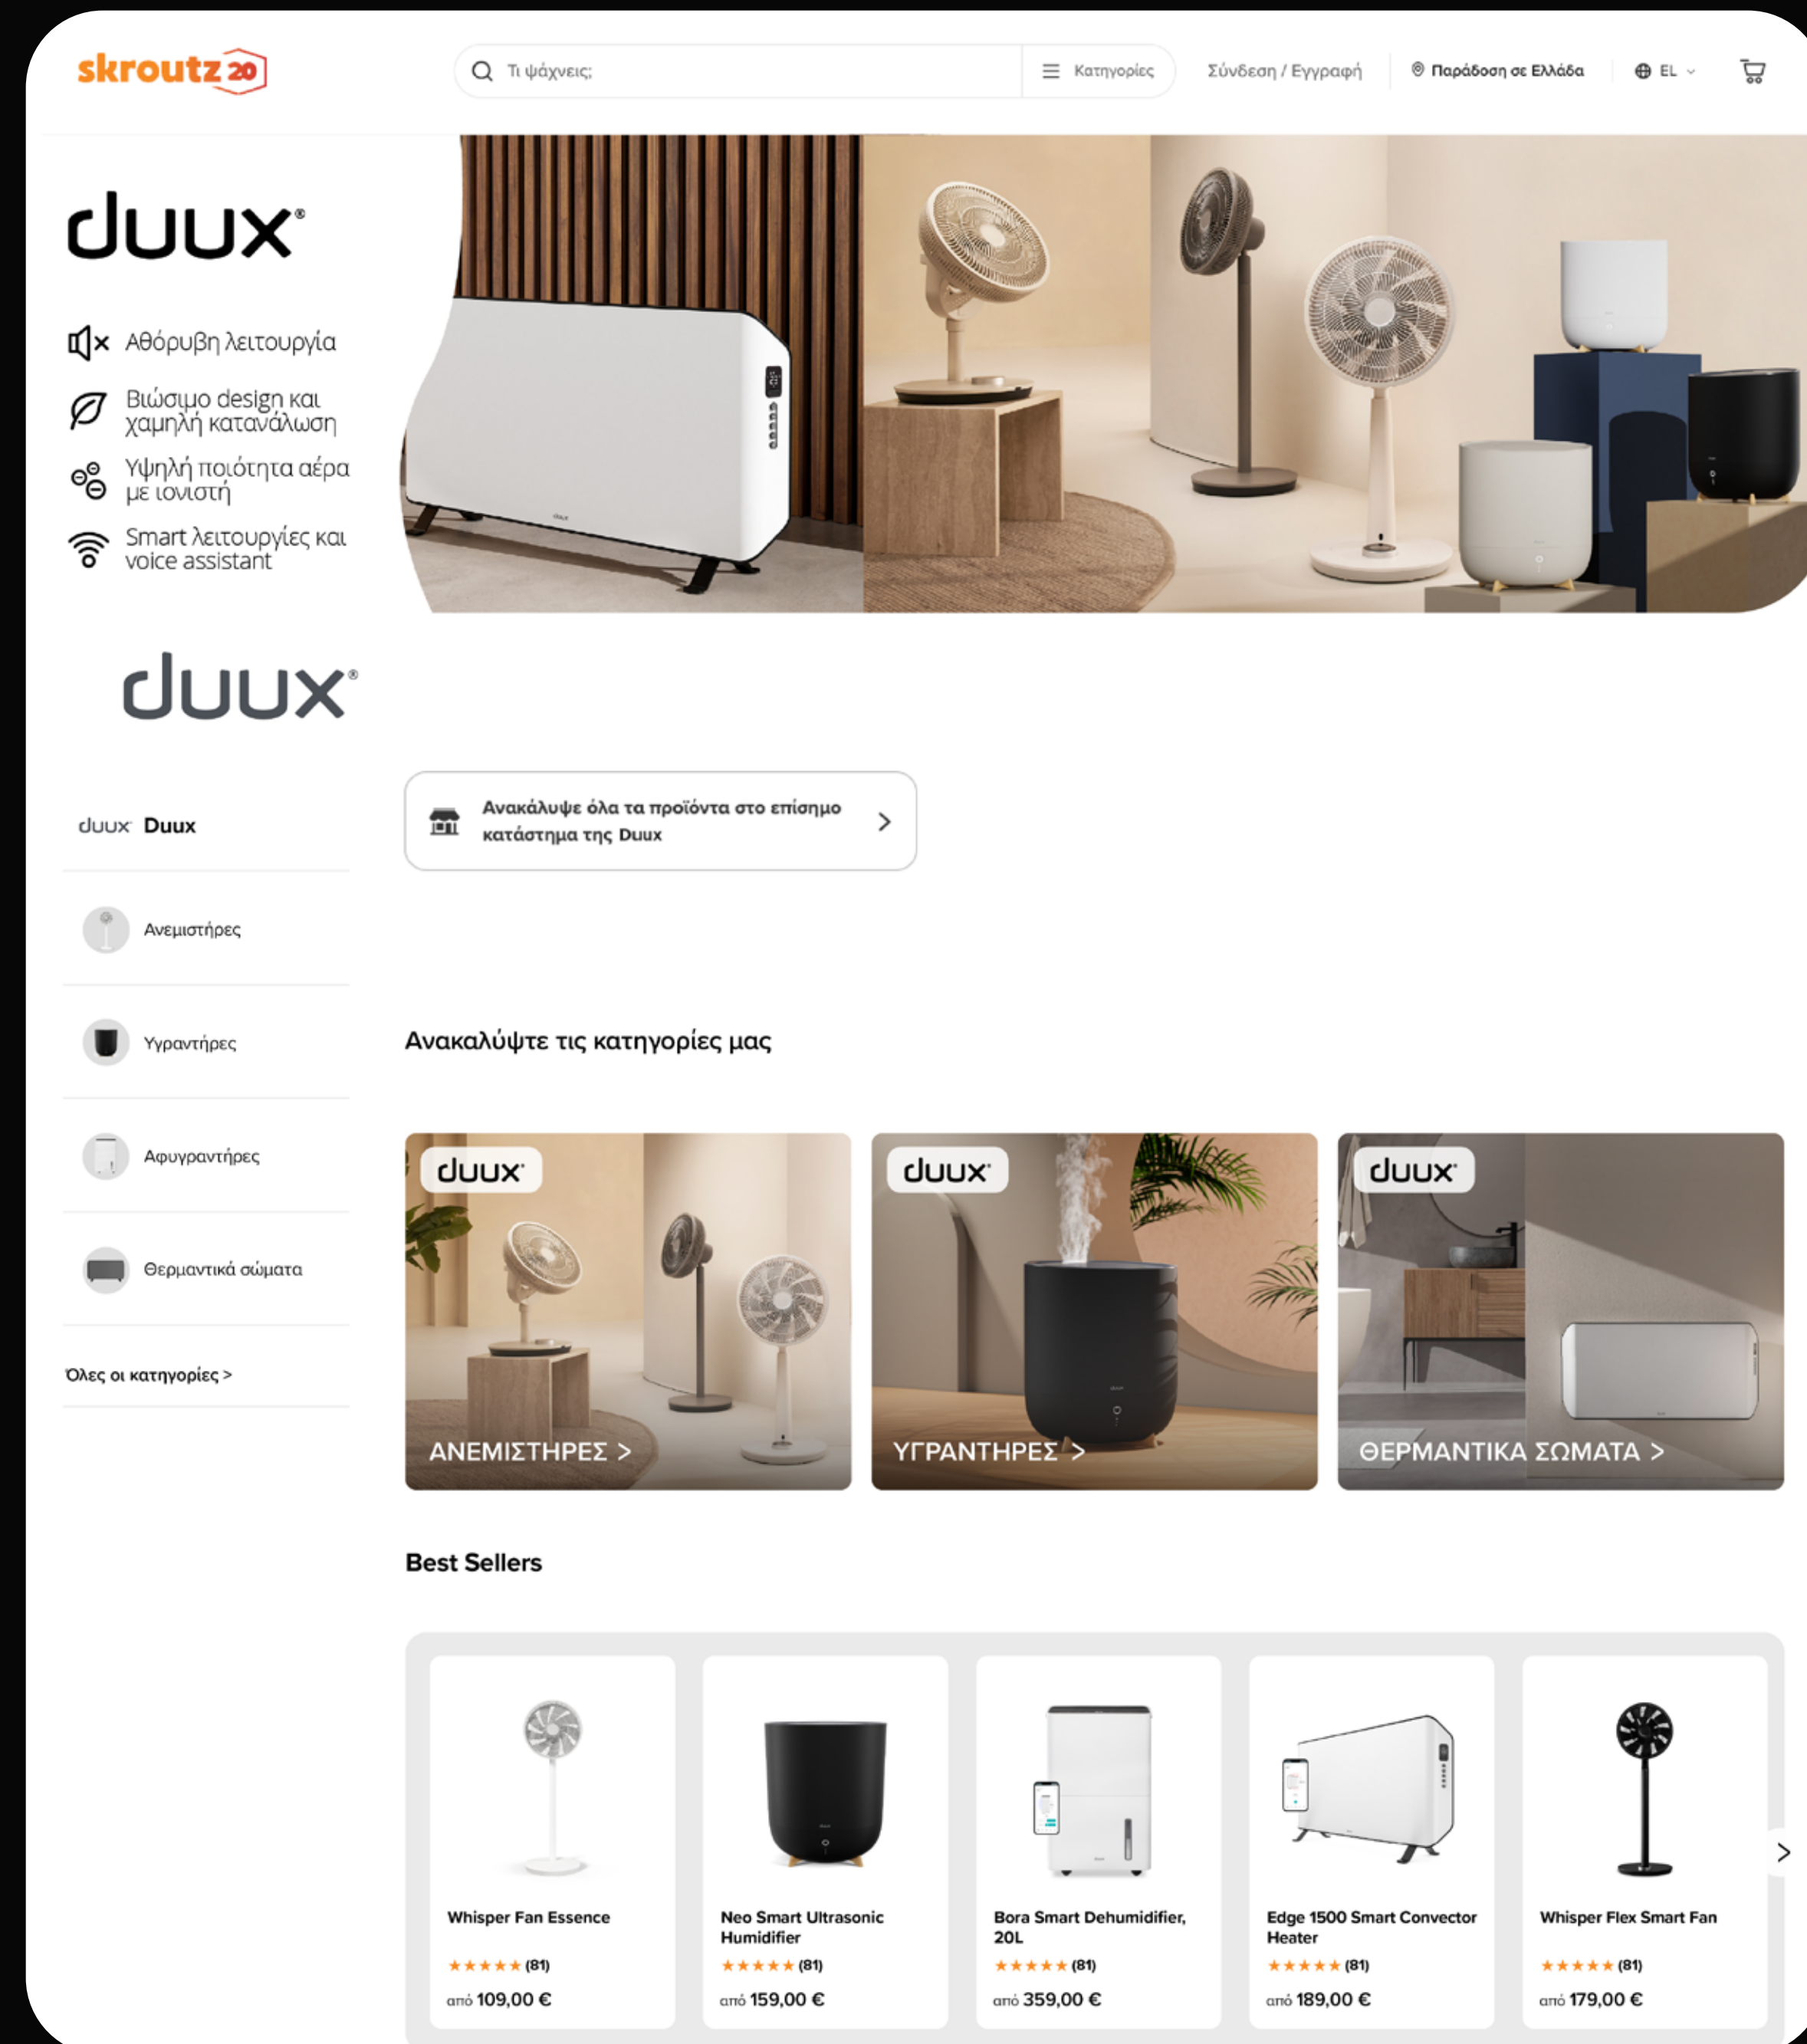 skroutz 20
Τι ψάχνεις;
Κατηγορίες
Σύνδεση / Εγγραφή
Παράδοση σε Ελλάδα
EL
duux®
Αθόρυβη λειτουργία
Βιώσιμο design και
χαμηλή κατανάλωση
Υψηλή ποιότητα αέρα
με ιονιστή
Smart λειτουργίες και
voice assistant
duux®
duux Duux
Ανεμιστήρες
Υγραντήρες
Αφυγραντήρες
Θερμαντικά σώματα
Όλες οι κατηγορίες >
Ανακάλυψε όλα τα προϊόντα στο επίσημο
κατάστημα της Duux
Ανακαλύψτε τις κατηγορίες μας
duux
ΑΝΕΜΙΣΤΗΡΕΣ >
duux
ΥΓΡΑΝΤΗΡΕΣ >
duux
ΘΕΡΜΑΝΤΙΚΑ ΣΩΜΑΤΑ >
Best Sellers
Whisper Fan Essence
★★★★★ (81)
από 109,00 €
Neo Smart Ultrasonic
Humidifier
★★★★★ (81)
από 159,00 €
Bora Smart Dehumidifier,
20L
★★★★★ (81)
από 359,00 €
Edge 1500 Smart Convector
Heater
★★★★★ (81)
από 189,00 €
Whisper Flex Smart Fan
★★★★★ (81)
από 179,00 €